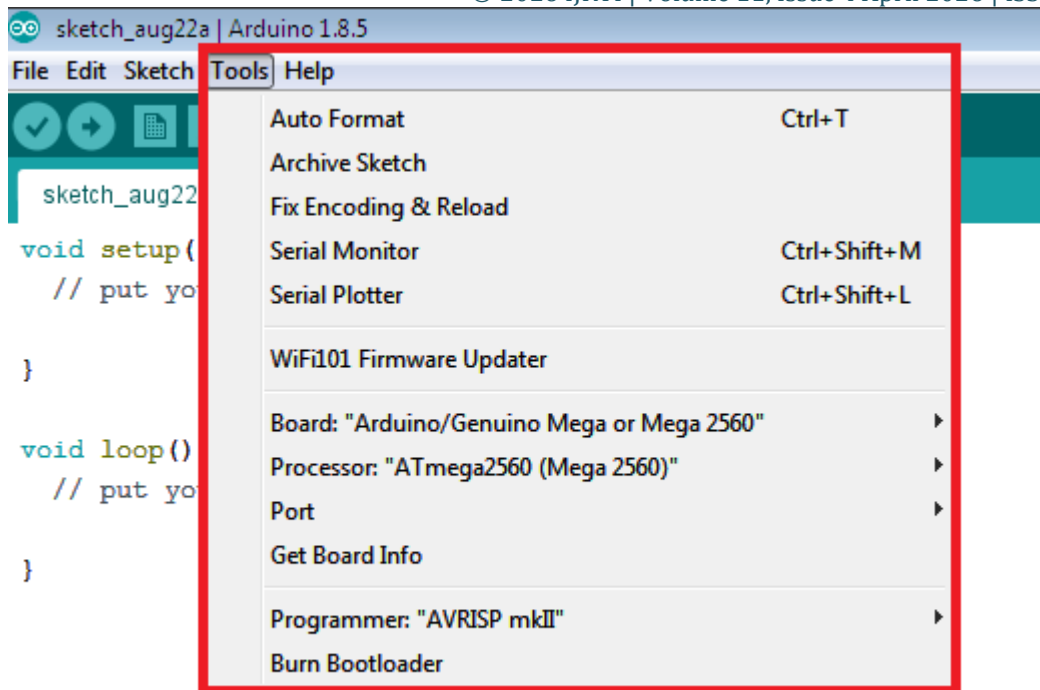 sketch_aug22a | Arduino 1.8.5
File Edit Sketch Tools Help
Auto Format Ctrl+T
Archive Sketch
sketch_aug22
Fix Encoding & Reload
void setup(
Serial Monitor Ctrl+Shift+M
// put yo
Serial Plotter Ctrl+Shift+L
}
WiFi101 Firmware Updater
Board: "Arduino/Genuino Mega or Mega 2560"
void loop()
Processor: "ATmega2560 (Mega 2560)"
// put yo
Port
Get Board Info
}
Programmer: "AVRISP mkII"
Burn Bootloader